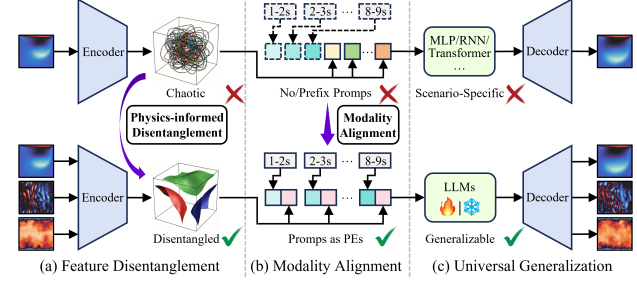 1-2s 2-3s ... 8-9s
Encoder
MLP/RNN/
Transformer
...
Decoder
Chaotic
No/Prefix Promps
Scenario-Specific
Physics-informed
Disentanglement
Modality
Alignment
1-2s 2-3s ... 8-9s
Encoder
LLMs
Decoder
Disentangled
Promps as PEs
Generalizable
(a) Feature Disentanglement
(b) Modality Alignment
(c) Universal Generalization